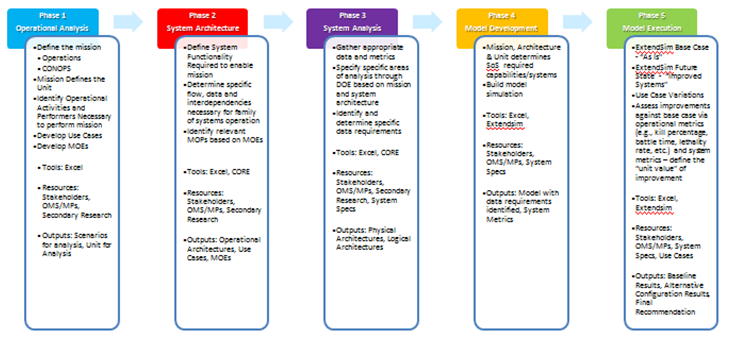 Phase 1
Operational Analysis
•Define the mission
• Operations
• CONOPS
•Mission Defines the
Unit
•Identify Operational
Activities and
Performers Necessary
to perform mission
•Develop Use Cases
•Develop MOEs
•Tools: Excel
•Resources:
Stakeholders,
OMS/MPs,
Secondary Research
•Outputs: Scenarios
for analysis, Unit for
Analysis
Phase 2
System Architecture
•Define System
Functionality
Required to enable
mission
•Determine specific
flow, data and
interdependencies
necessary for family
of systems operation
•Identify relevant
MOPs based on MOEs
•Tools: Excel, CORE
•Resources:
Stakeholders,
OMS/MPs, Secondary
Research
•Outputs: Operational
Architectures, Use
Cases, MOEs
Phase 3
System Analysis
•Gather appropriate
data and metrics
•Specify specific areas
of analysis through
DOE based on mission
and system
architecture
•Identify and
determine specific
data requirements
•Tools: Excel, CORE
•Resources:
Stakeholders,
OMS/MPs, Secondary
Research, System
Specs
•Outputs: Physical
Architectures, Logical
Architectures
Phase 4
Model Development
•Mission, Architecture
& Unit determines
SoS required
capabilities/systems
•Build model
simulation
•Tools: Excel,
Extendsim
•Resources:
Stakeholders,
OMS/MPs, System
Specs
•Outputs: Model with
data requirements
identified, System
Metrics
Phase 5
Model Execution
•ExtendSim Base Case
- "As Is"
•ExtendSim Future
State - "Improved
Systems"
•Use Case Variations
•Assess improvements
against base case via
operational metrics
(e.g., kill percentage,
battle time, lethality
rate, etc.) and system
metrics – define the
"unit value" of
improvement
•Tools: Excel,
Extendsim
•Resources:
Stakeholders,
OMS/MPs, System
Specs, Use Cases
•Outputs: Baseline
Results, Alternative
Configuration Results,
Final
Recommendation